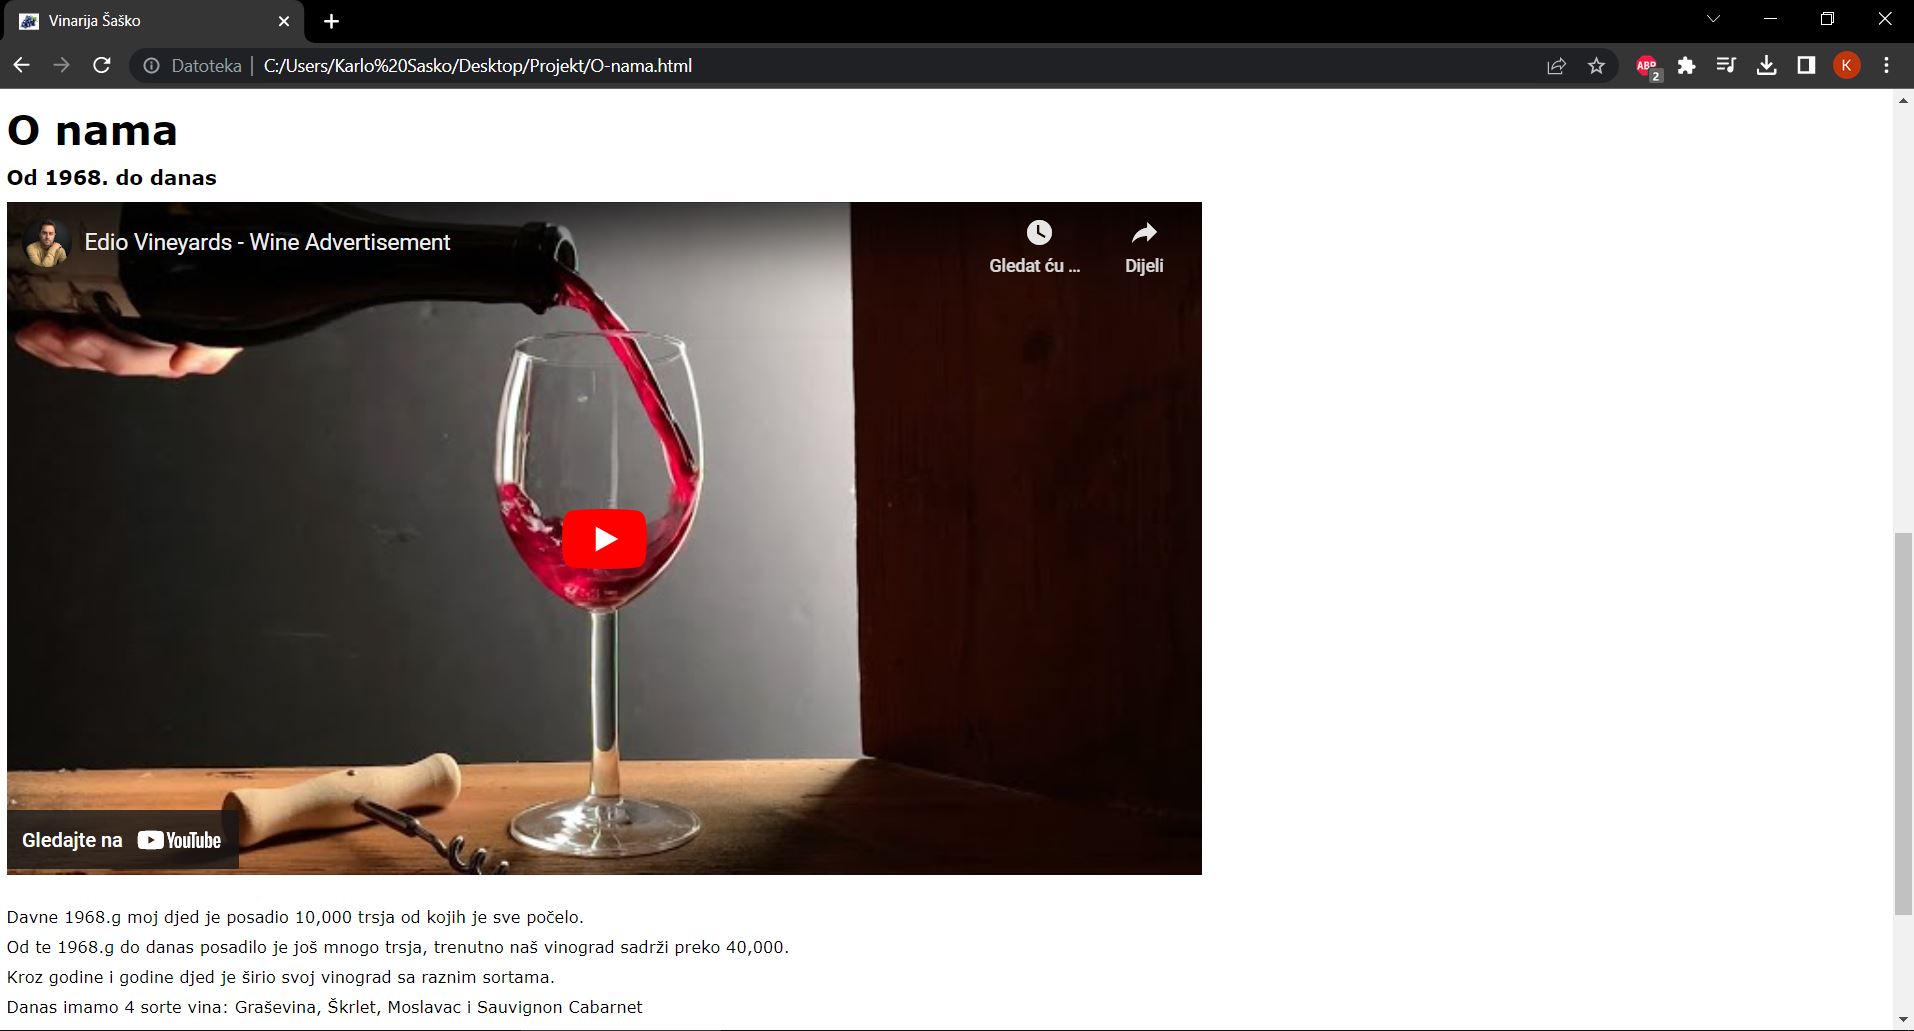 Vinarija Šaško
Datoteka | C:/Users/Karlo%20Sasko/Desktop/Projekt/O-nama.html
ABP
2
K
O nama
Od 1968. do danas
Edio Vineyards - Wine Advertisement
Gledat ću ...
Dijeli
Gledajte na YouTube
Davne 1968.g moj djed je posadio 10,000 trsja od kojih je sve počelo.
Od te 1968.g do danas posadilo je još mnogo trsja, trenutno naš vinograd sadrži preko 40,000.
Kroz godine i godine djed je širio svoj vinograd sa raznim sortama.
Danas imamo 4 sorte vina: Graševina, Škrlet, Moslavac i Sauvignon Cabarnet